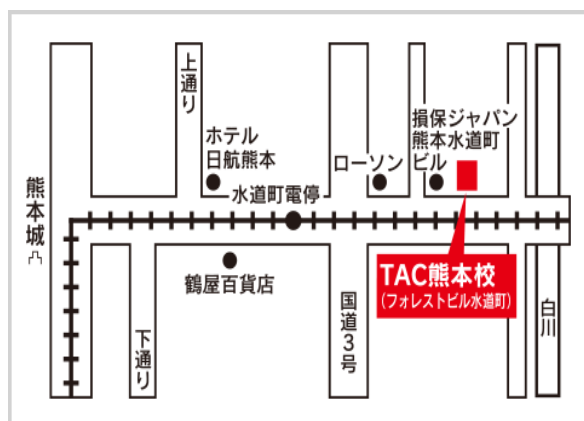 上通り
ホテル
日航熊本
損保ジャパン
熊本水道町
ビル
ローソン
熊本城
水道町電停
鶴屋百貨店
TAC熊本校
(フォレストビル水道町)
下通り
国道3号
白川